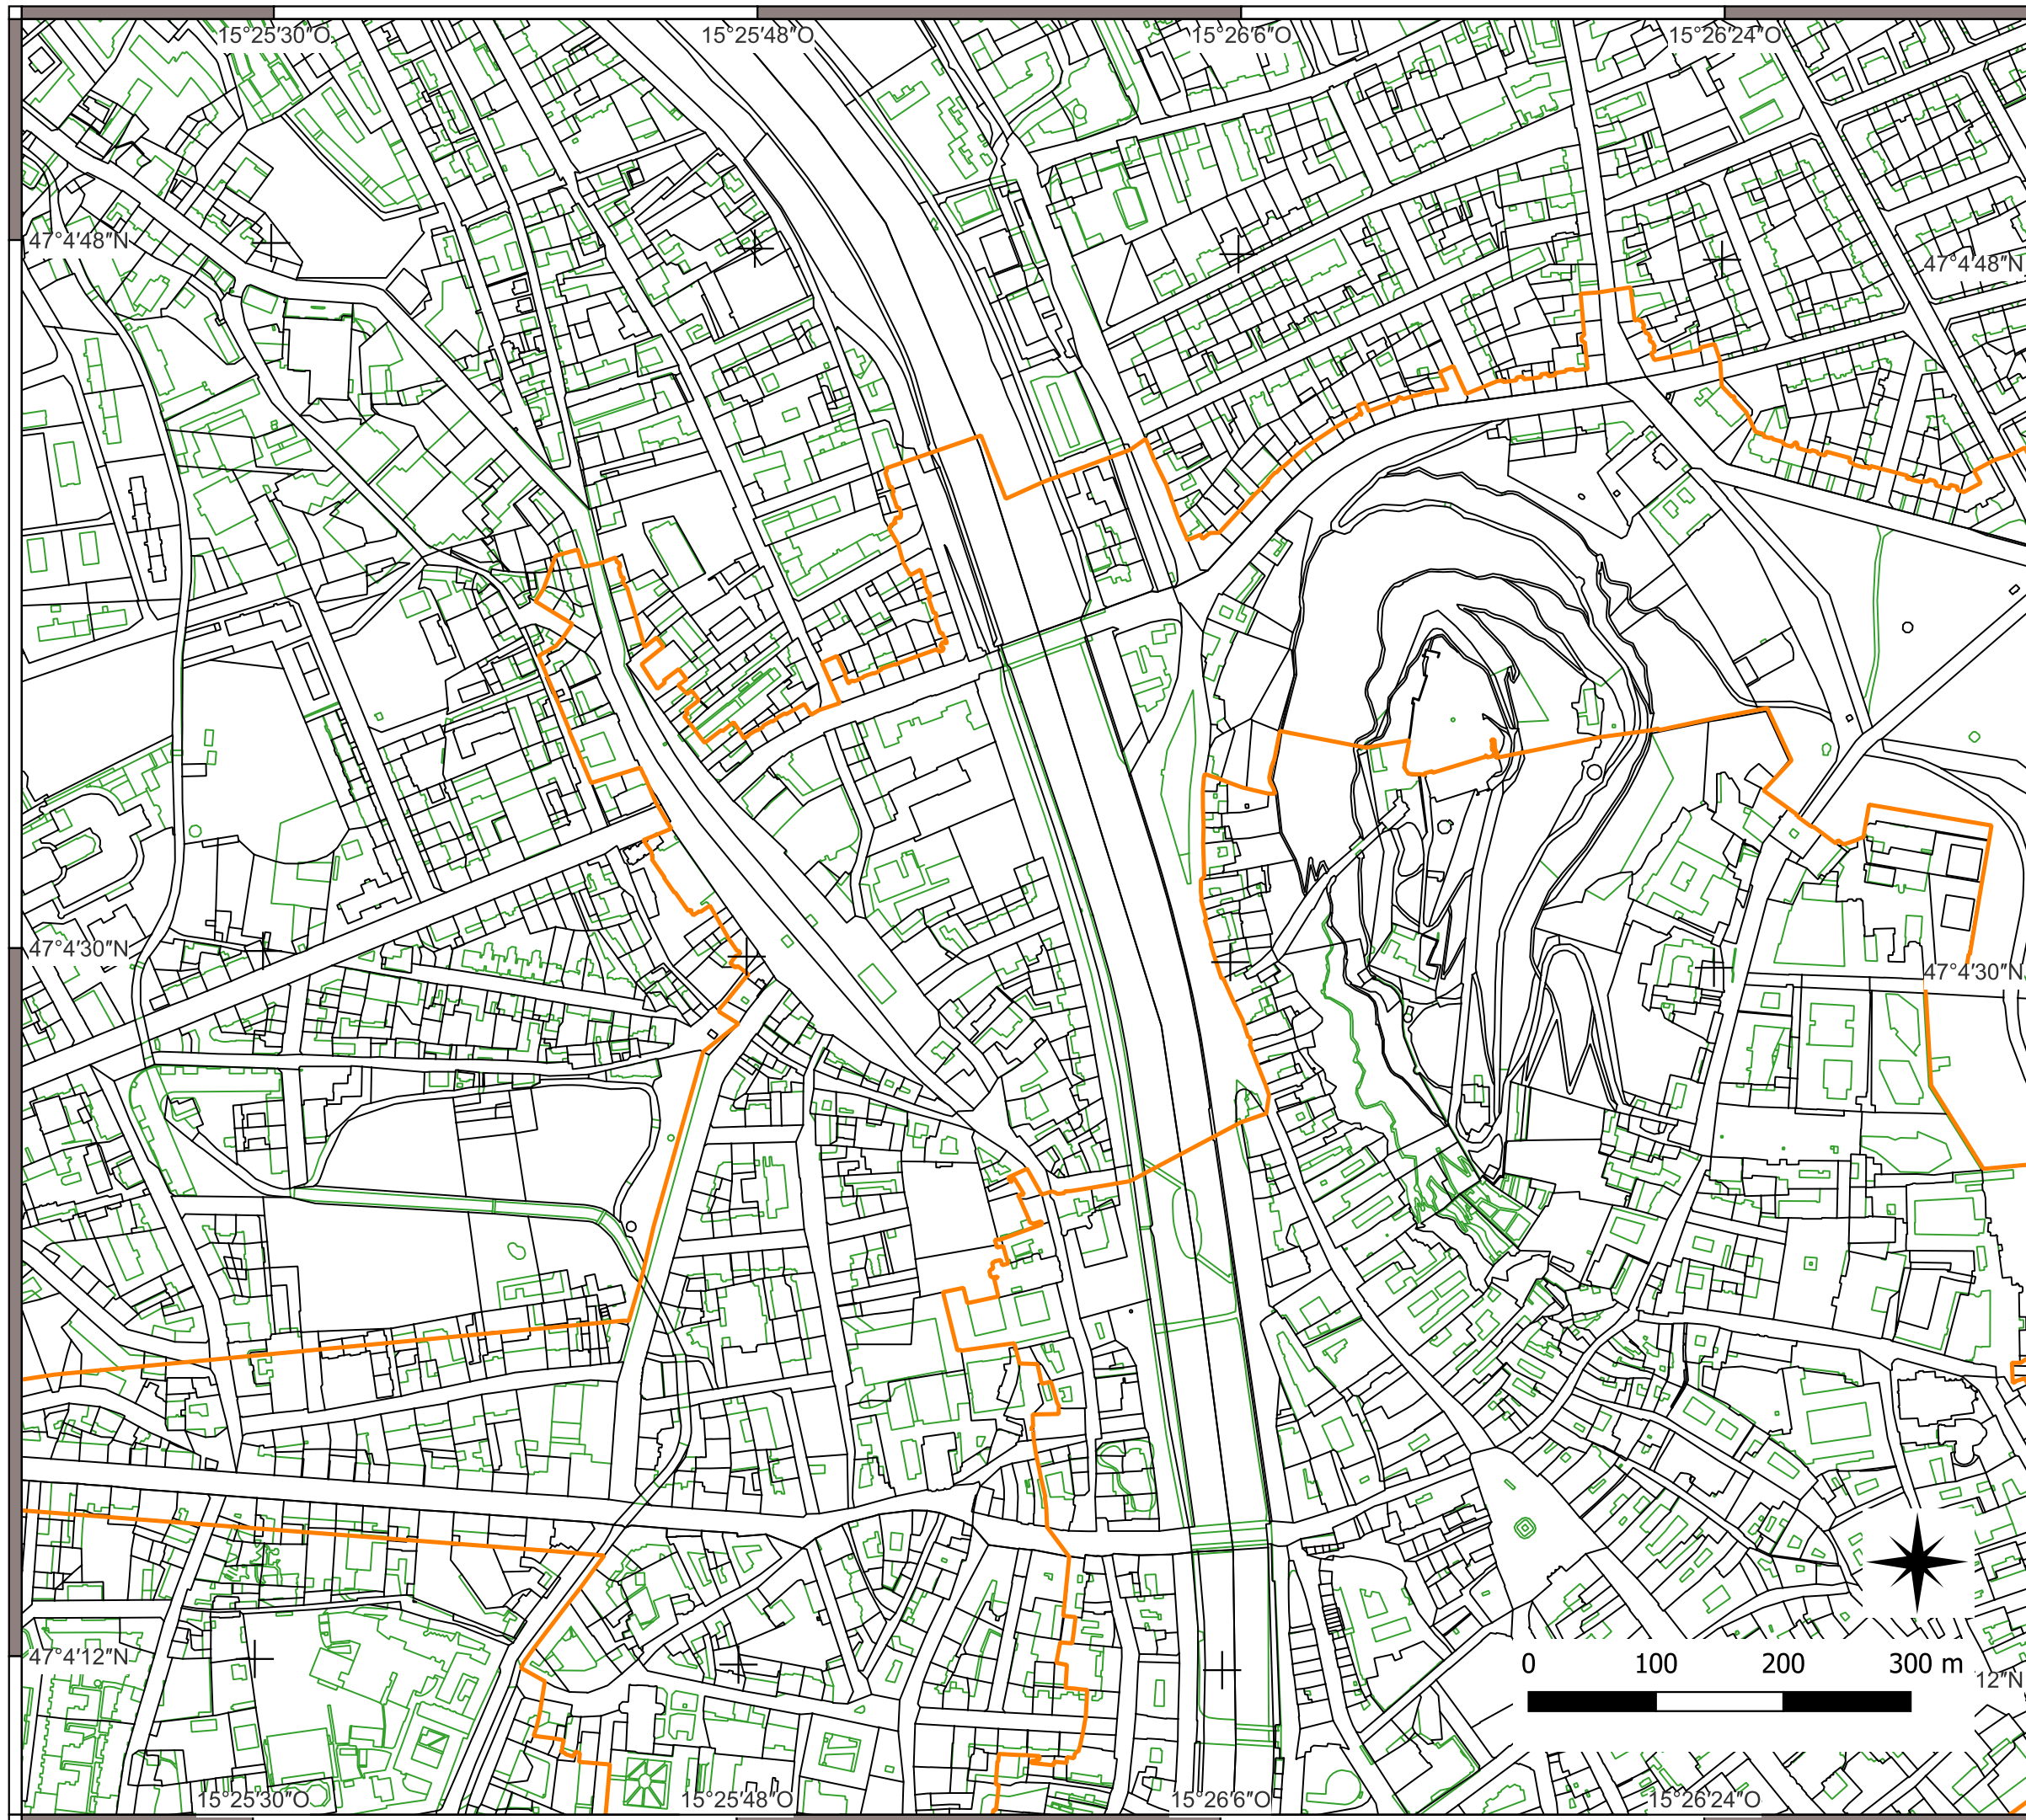 15°25′30″O 15°25′48″O 15°26′6″O 15°26′24″O
47°4′48″N 47°4′48″N
47°4′30″N 47°4′30″N
47°4′12″N 12″N
0 100 200 300 m
15°25′30″O 15°25′48″O 15°26′6″O 15°26′24″O